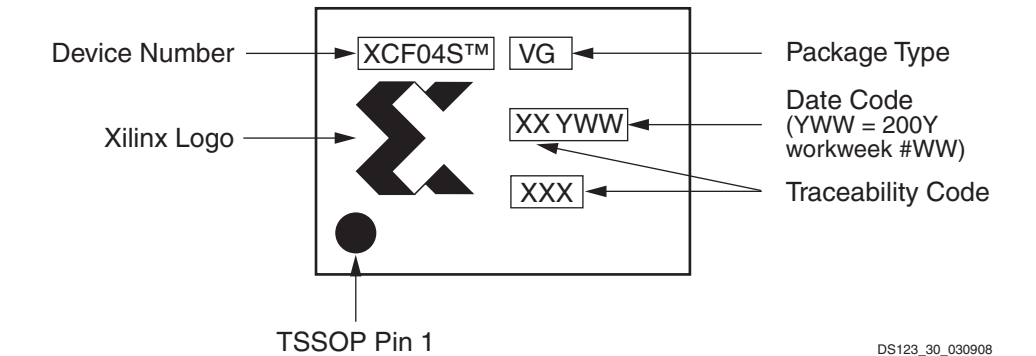 Device Number
XCF04S™
VG
Package Type
Xilinx Logo
XX YWW
Date Code
(YWW = 200Y
workweek #WW)
XXX
Traceability Code
TSSOP Pin 1
DS123_30_030908